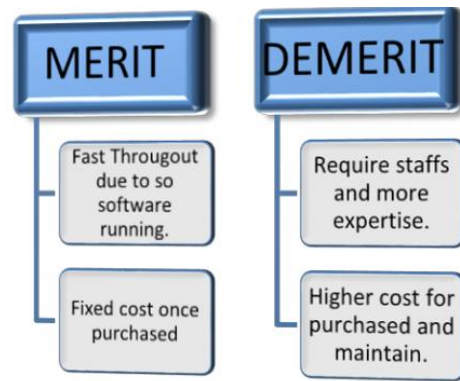 MERIT
Fast Througout
due to so
software
running.
Fixed cost once
purchased
DEMERIT
Require staffs
and more
expertise.
Higher cost for
purchased and
maintain.